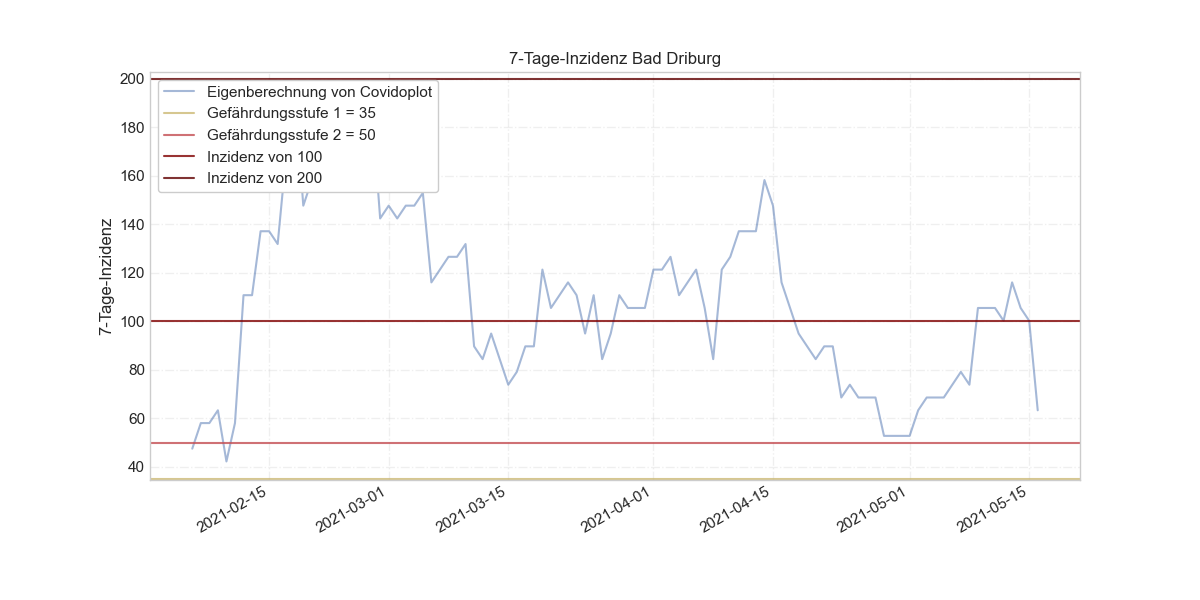 7-Tage-Inzidenz Bad Driburg
Eigenberechnung von Covidoplot
Gefährdungsstufe 1 = 35
Gefährdungsstufe 2 = 50
Inzidenz von 100
Inzidenz von 200
7-Tage-Inzidenz
200
180
160
140
120
100
80
60
40
2021-02-15
2021-03-01
2021-03-15
2021-04-01
2021-04-15
2021-05-01
2021-05-15